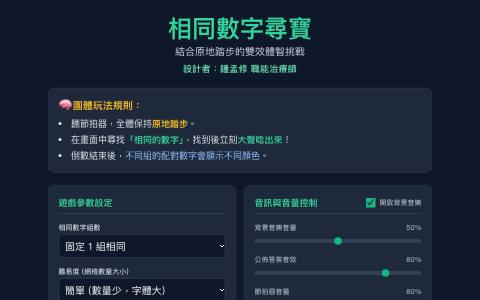 相同數字尋寶
結合原地踏步的雙效體智挑戰
設計者：鍾孟修 職能治療師
🧠團體玩法規則：
• 聽節拍器，全體保持原地踏步。
• 在畫面中尋找「相同的數字」，找到後立刻大聲唸出來！
• 倒數結束後，不同組的配對數字會顯示不同顏色。
遊戲參數設定
相同數字組數
固定 1 組相同
難易度 (網格數量大小)
簡單 (數量少，字體大)
音訊與音量控制
開啟背景音樂
背景音樂音量 50%
公佈答案音效 80%
節拍器音量 80%